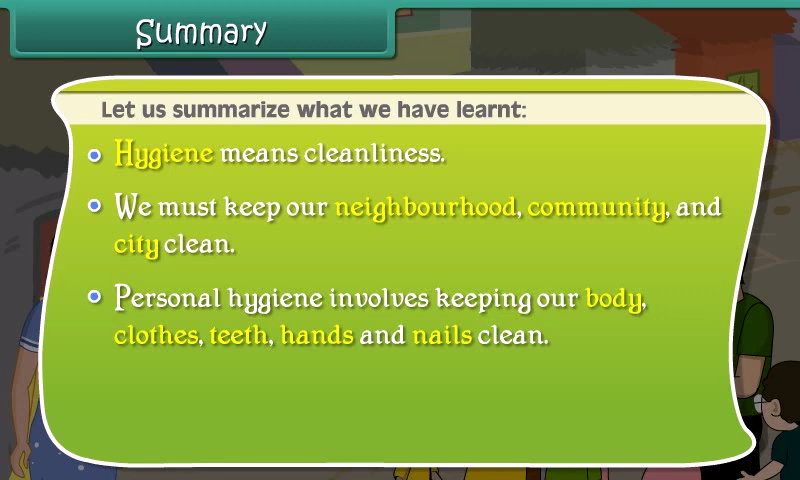 Summary
Let us summarize what we have learnt:
Hygiene means cleanliness.
We must keep our neighbourhood, community, and
city clean.
Personal hygiene involves keeping our body,
clothes, teeth, hands and nails clean.